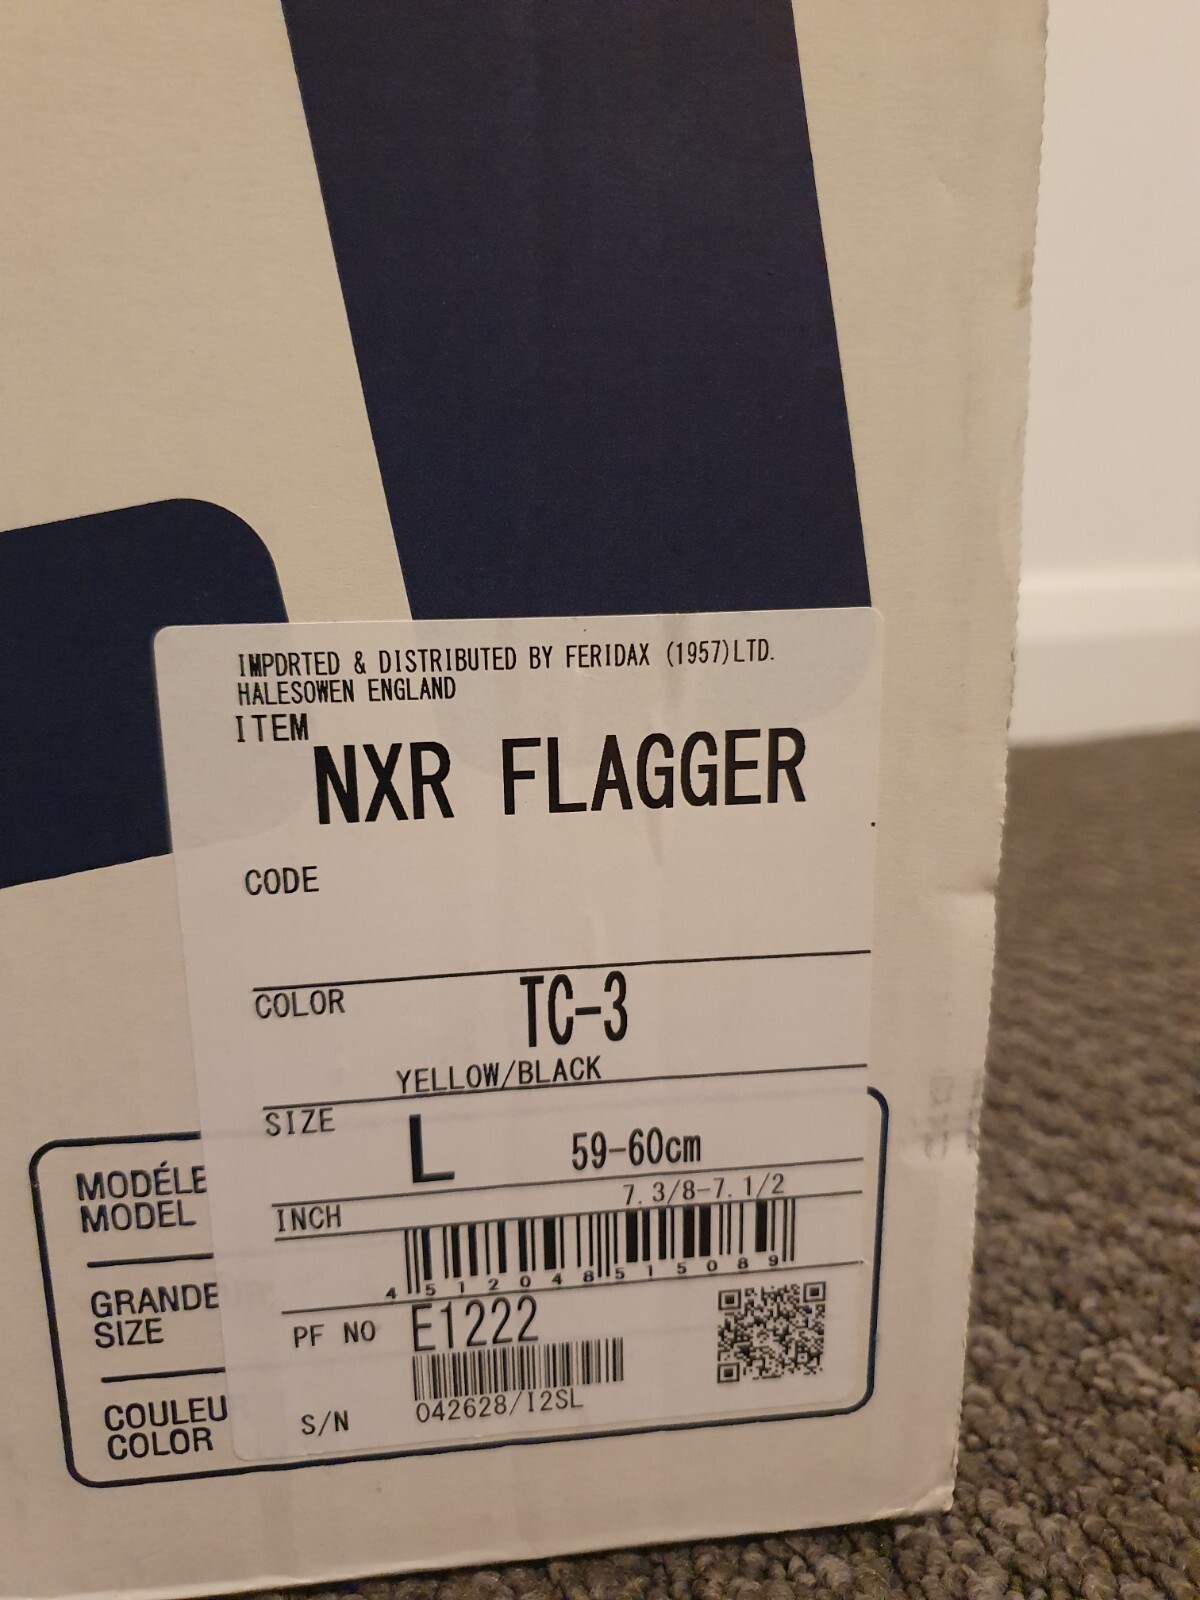 IMPDRTED & DISTRIBUTED BY FERIDAX (1957)LTD.
HALESOWEN ENGLAND
ITEM
NXR FLAGGER
CODE
COLOR TC-3
YELLOW/BLACK
SIZE L 59-60cm
INCH 7.3/8-7.1/2
4 512048 515089
PF NO E1222
S/N 042628/I2SL
MODÉLE
MODEL
GRANDE
SIZE
COULEU
COLOR